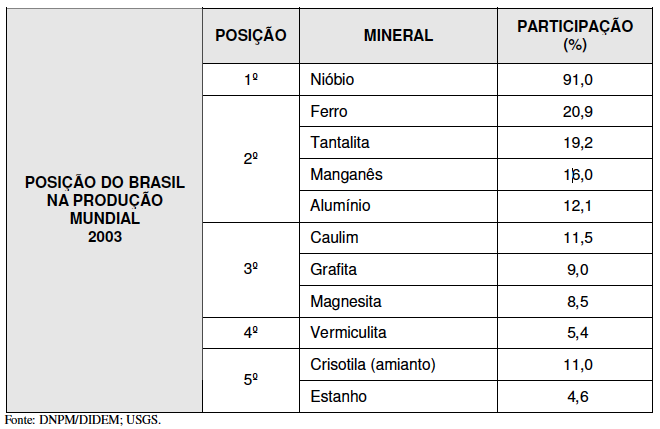 POSIÇÃO DO BRASIL
NA PRODUÇÃO
MUNDIAL
2003
POSIÇÃO MINERAL PARTICIPAÇÃO
(%)
1º Nióbio 91,0
2º
Ferro 20,9
Tantalita 19,2
Manganês 16,0
Alumínio 12,1
3º
Caulim 11,5
Grafita 9,0
Magnesita 8,5
4º Vermiculita 5,4
5º
Crisotila (amianto) 11,0
Estanho 4,6
Fonte: DNPM/DIDEM; USGS.